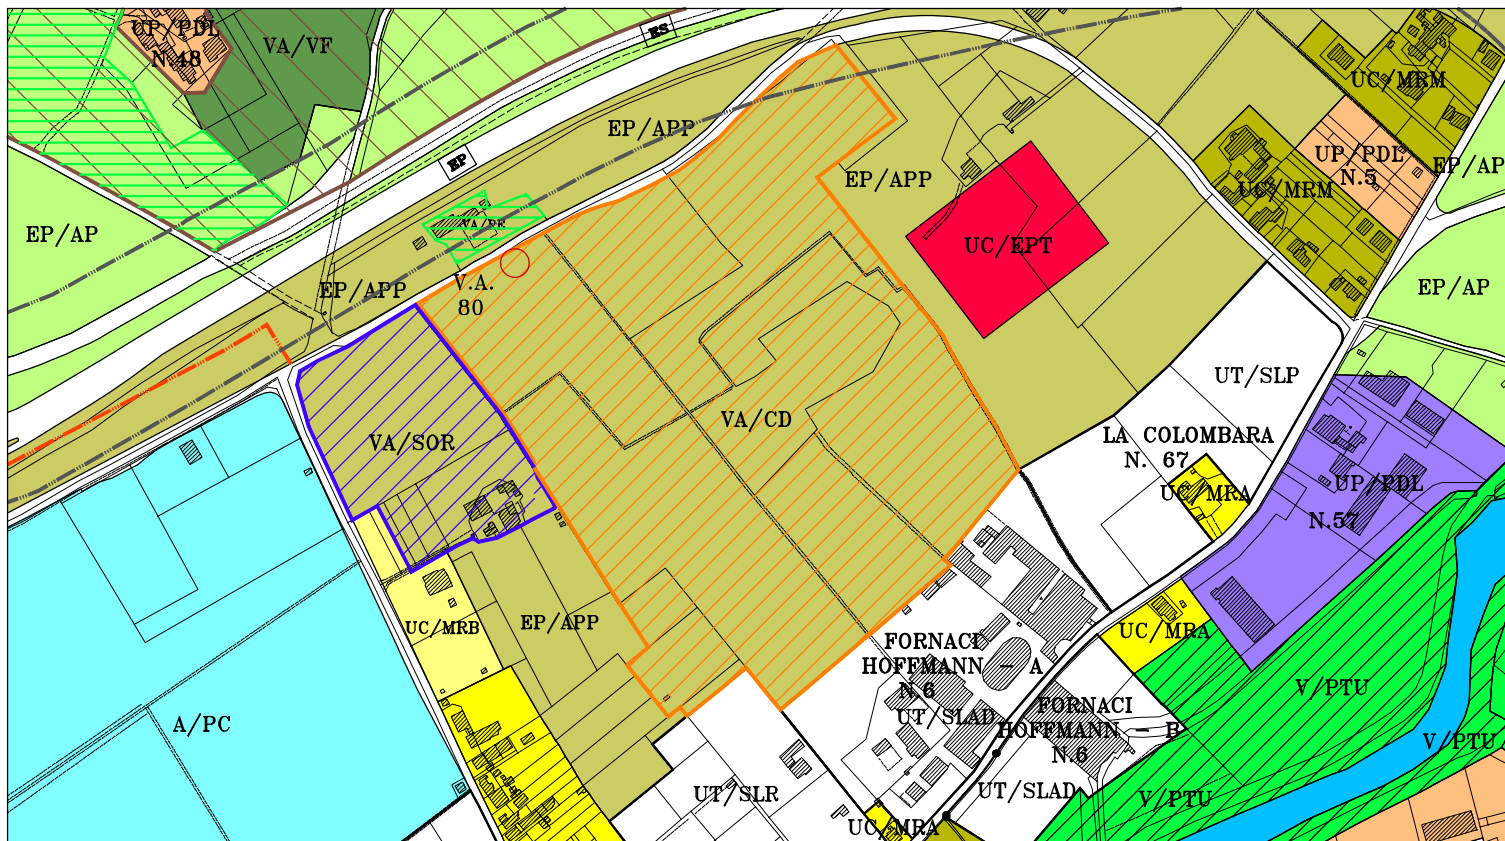 UP/PDL
N.48
VA/VF
ES
UC/MRM
EP/APP
EP
UP/PDL
N.5
EP/AP
EP/APP
UC/MRM
VA/PF
EP/AP
UC/EPT
EP/APP
V.A.
80
EP/AP
UT/SLP
VA/CD
VA/SOR
LA COLOMBARA
N. 67
UC/MRA
UP/PDL
N.57
UC/MRB
EP/APP
UC/MRA
FORNACI
HOFFMANN - A
N.6
UT/SLAD
V/PTU
FORNACI
HOFFMANN - B
N.6
A/PC
V/PTU
UT/SLR
UT/SLAD
V/PTU
UC/MRA